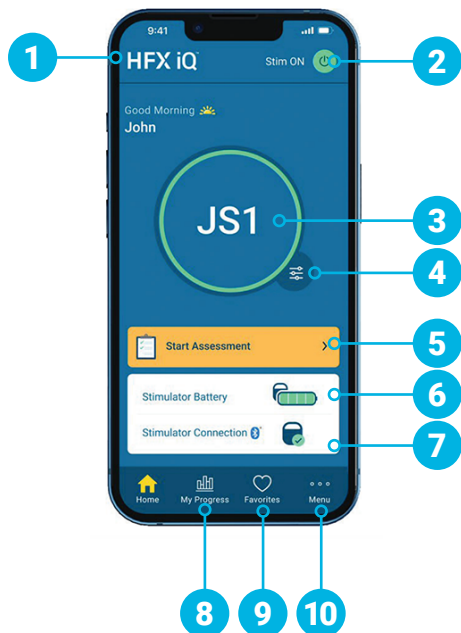 9:41
1
HFX iQ
Stim ON
2
Good Morning
John
JS1
3
4
Start Assessment
5
Stimulator Battery
6
Stimulator Connection
7
Home
My Progress
Favorites
Menu
8
9
10